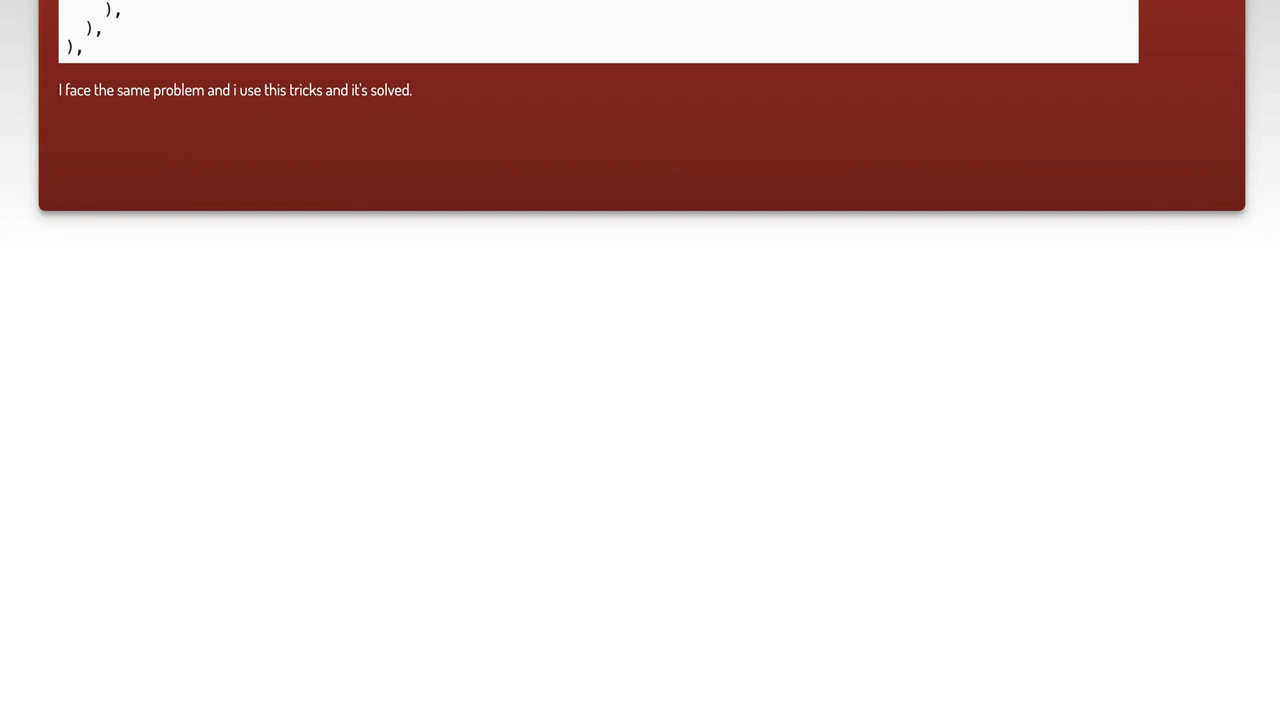 ),
),
),
I face the same problem and i use this tricks and it's solved.